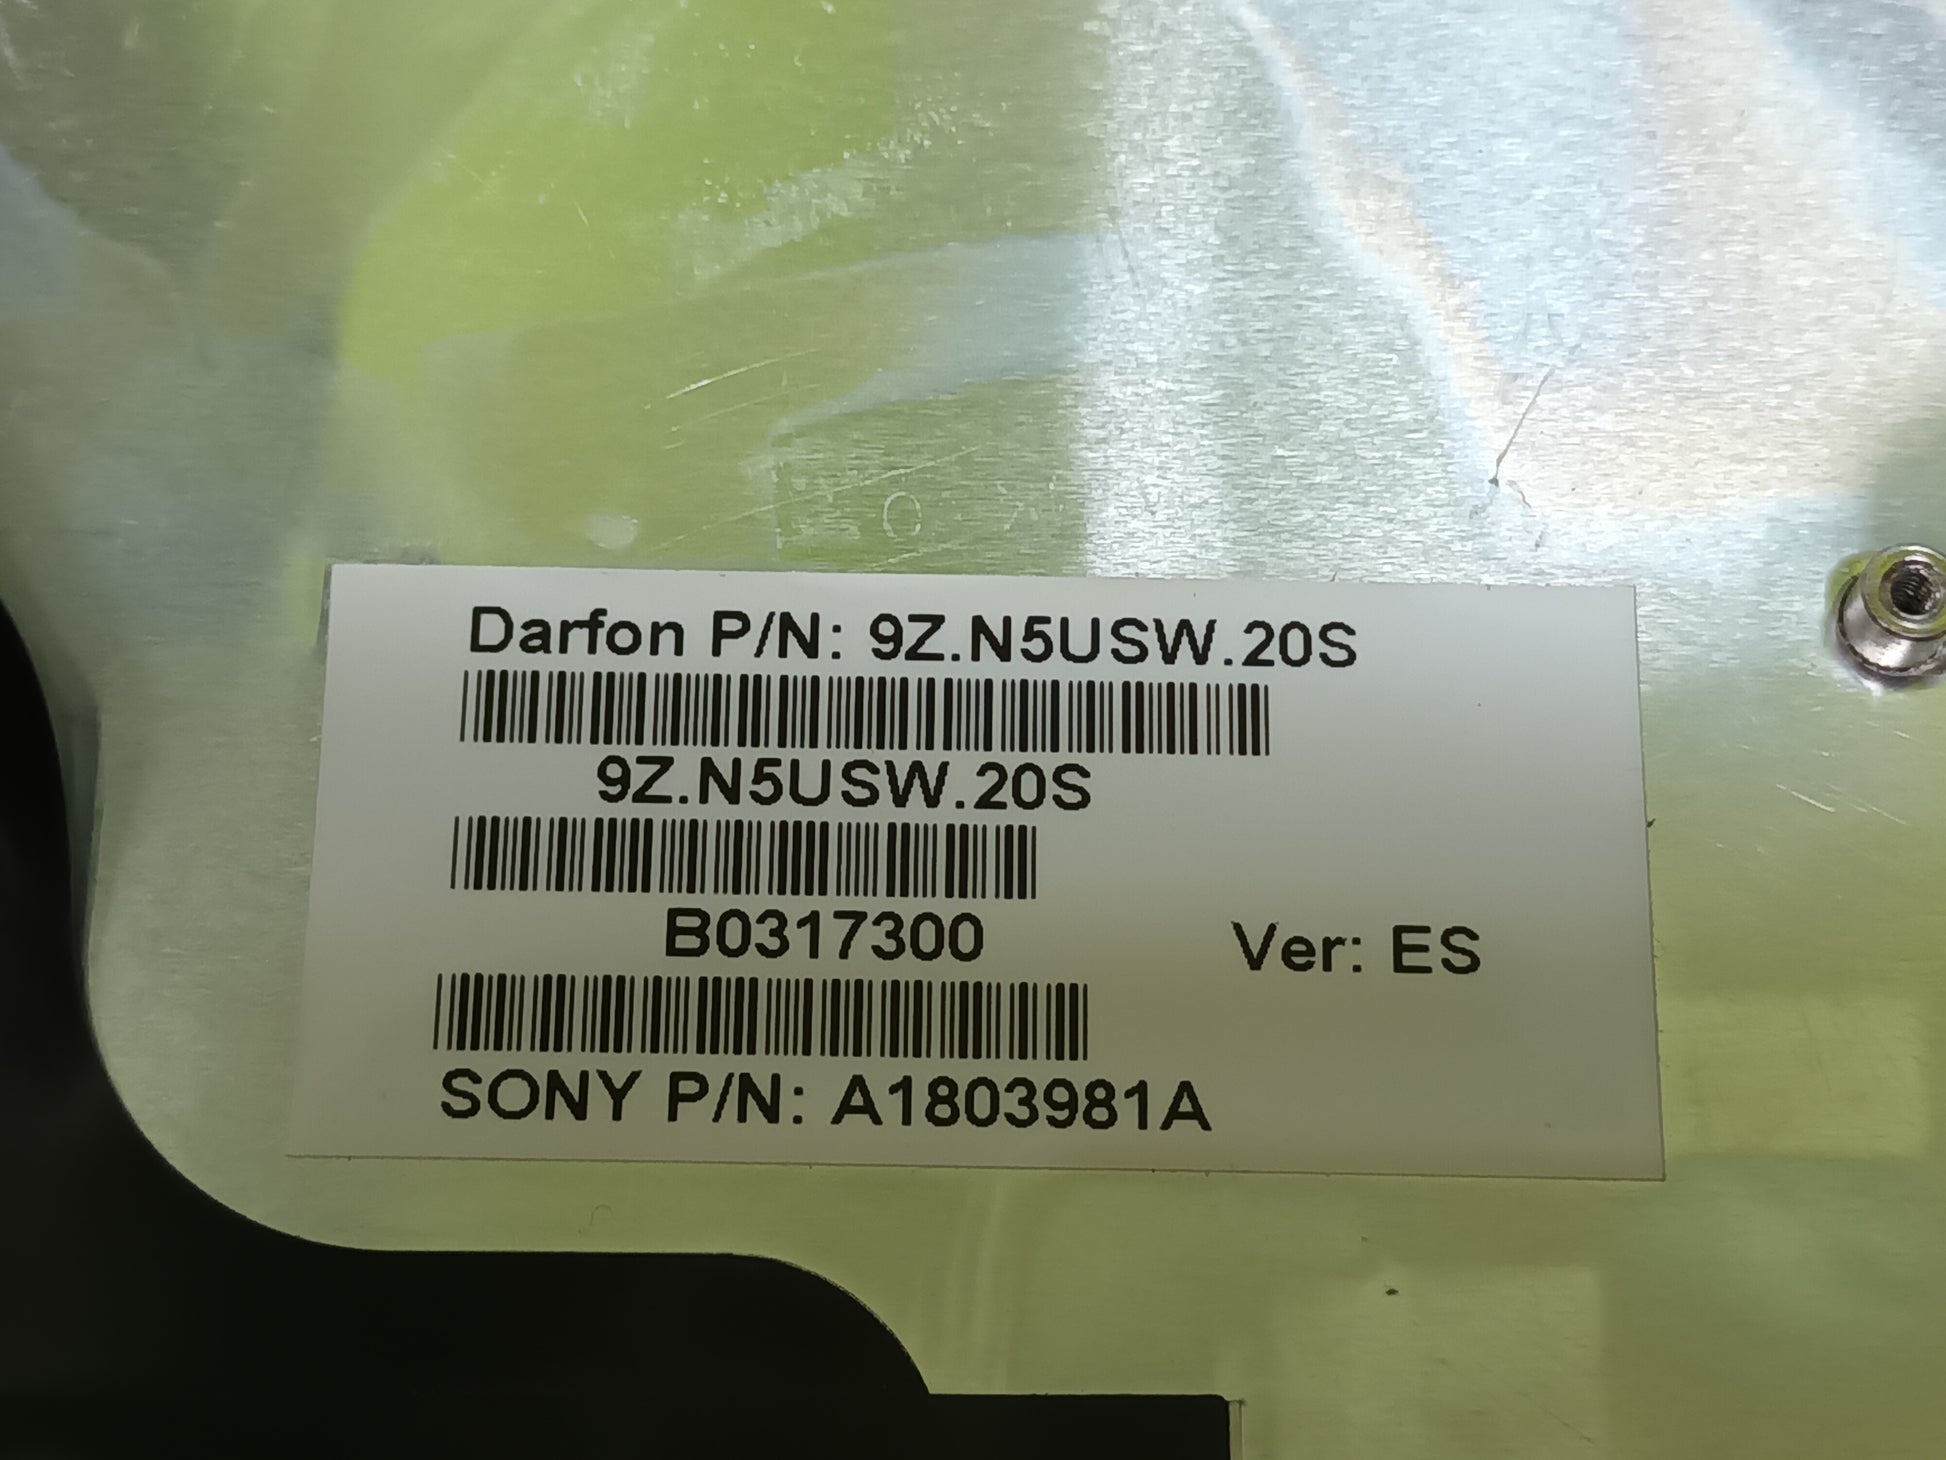 Darfon P/N: 9Z.N5USW.20S
9Z.N5USW.20S
B0317300
Ver: ES
SONY P/N: A1803981A